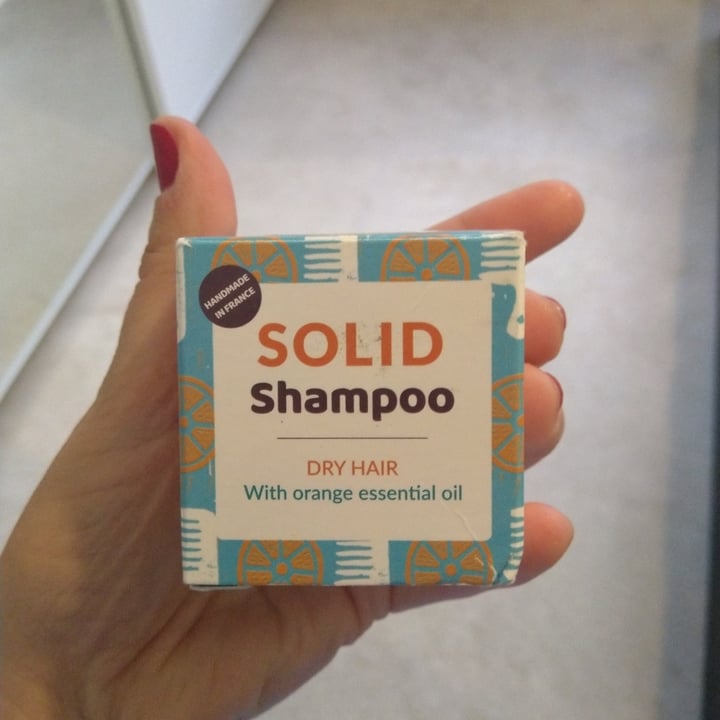 HANDMADE
IN FRANCE
SOLID
Shampoo
DRY HAIR
With orange essential oil